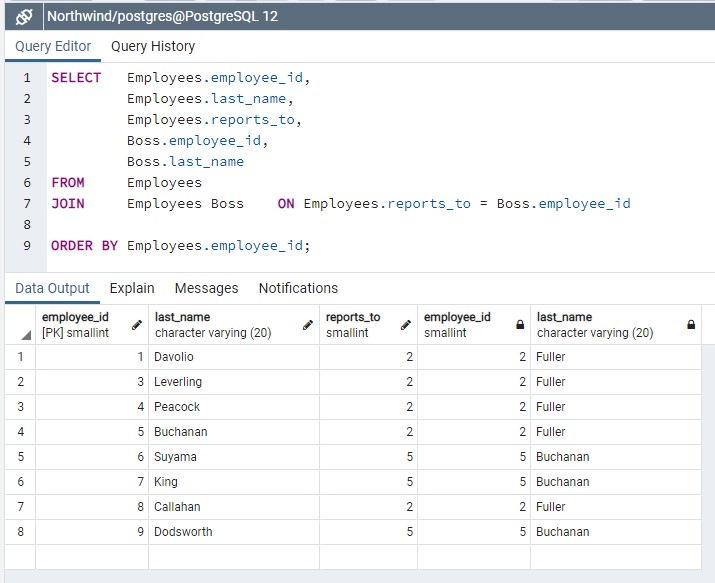 Northwind/postgres@PostgreSQL 12
Query Editor Query History
1 SELECT Employees.employee_id,
2 Employees.last_name,
3 Employees.reports_to,
4 Boss.employee_id,
5 Boss.last_name
6 FROM Employees
7 JOIN Employees Boss ON Employees.reports_to = Boss.employee_id
8
9 ORDER BY Employees.employee_id;
Data Output Explain Messages Notifications
employee_id last_name reports_to employee_id last_name
[PK] smallint character varying (20) smallint smallint character varying (20)
1 1 Davolio 2 2 Fuller
2 3 Leverling 2 2 Fuller
3 4 Peacock 2 2 Fuller
4 5 Buchanan 2 2 Fuller
5 6 Suyama 5 5 Buchanan
6 7 King 5 5 Buchanan
7 8 Callahan 2 2 Fuller
8 9 Dodsworth 5 5 Buchanan